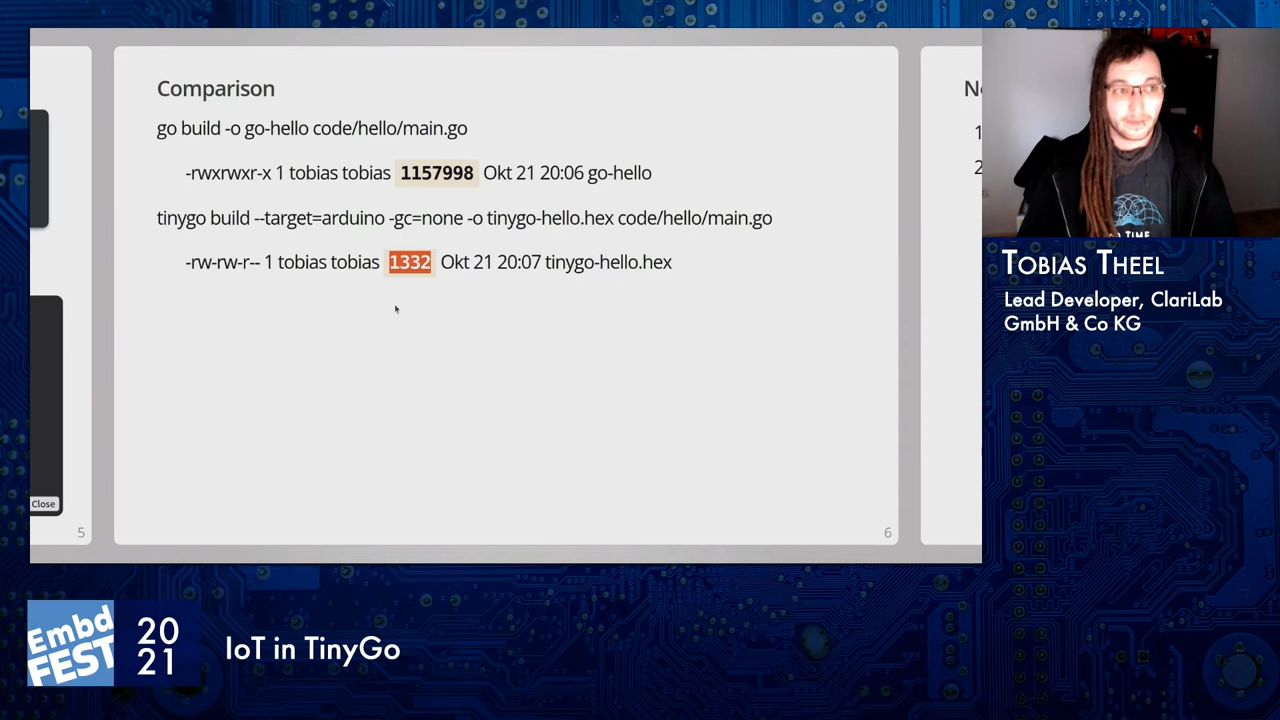 Comparison
go build -o go-hello code/hello/main.go
-rwxrwxr-x 1 tobias tobias 1157998 Okt 21 20:06 go-hello
tinygo build --target=arduino -gc=none -o tinygo-hello.hex code/hello/main.go
-rw-rw-r-- 1 tobias tobias 1332 Okt 21 20:07 tinygo-hello.hex
Close
5
6
1
2
TIME
TOBIAS THEEL
Lead Developer, ClariLab
GmbH & Co KG
Embd
FEST
20
21
IoT in TinyGo